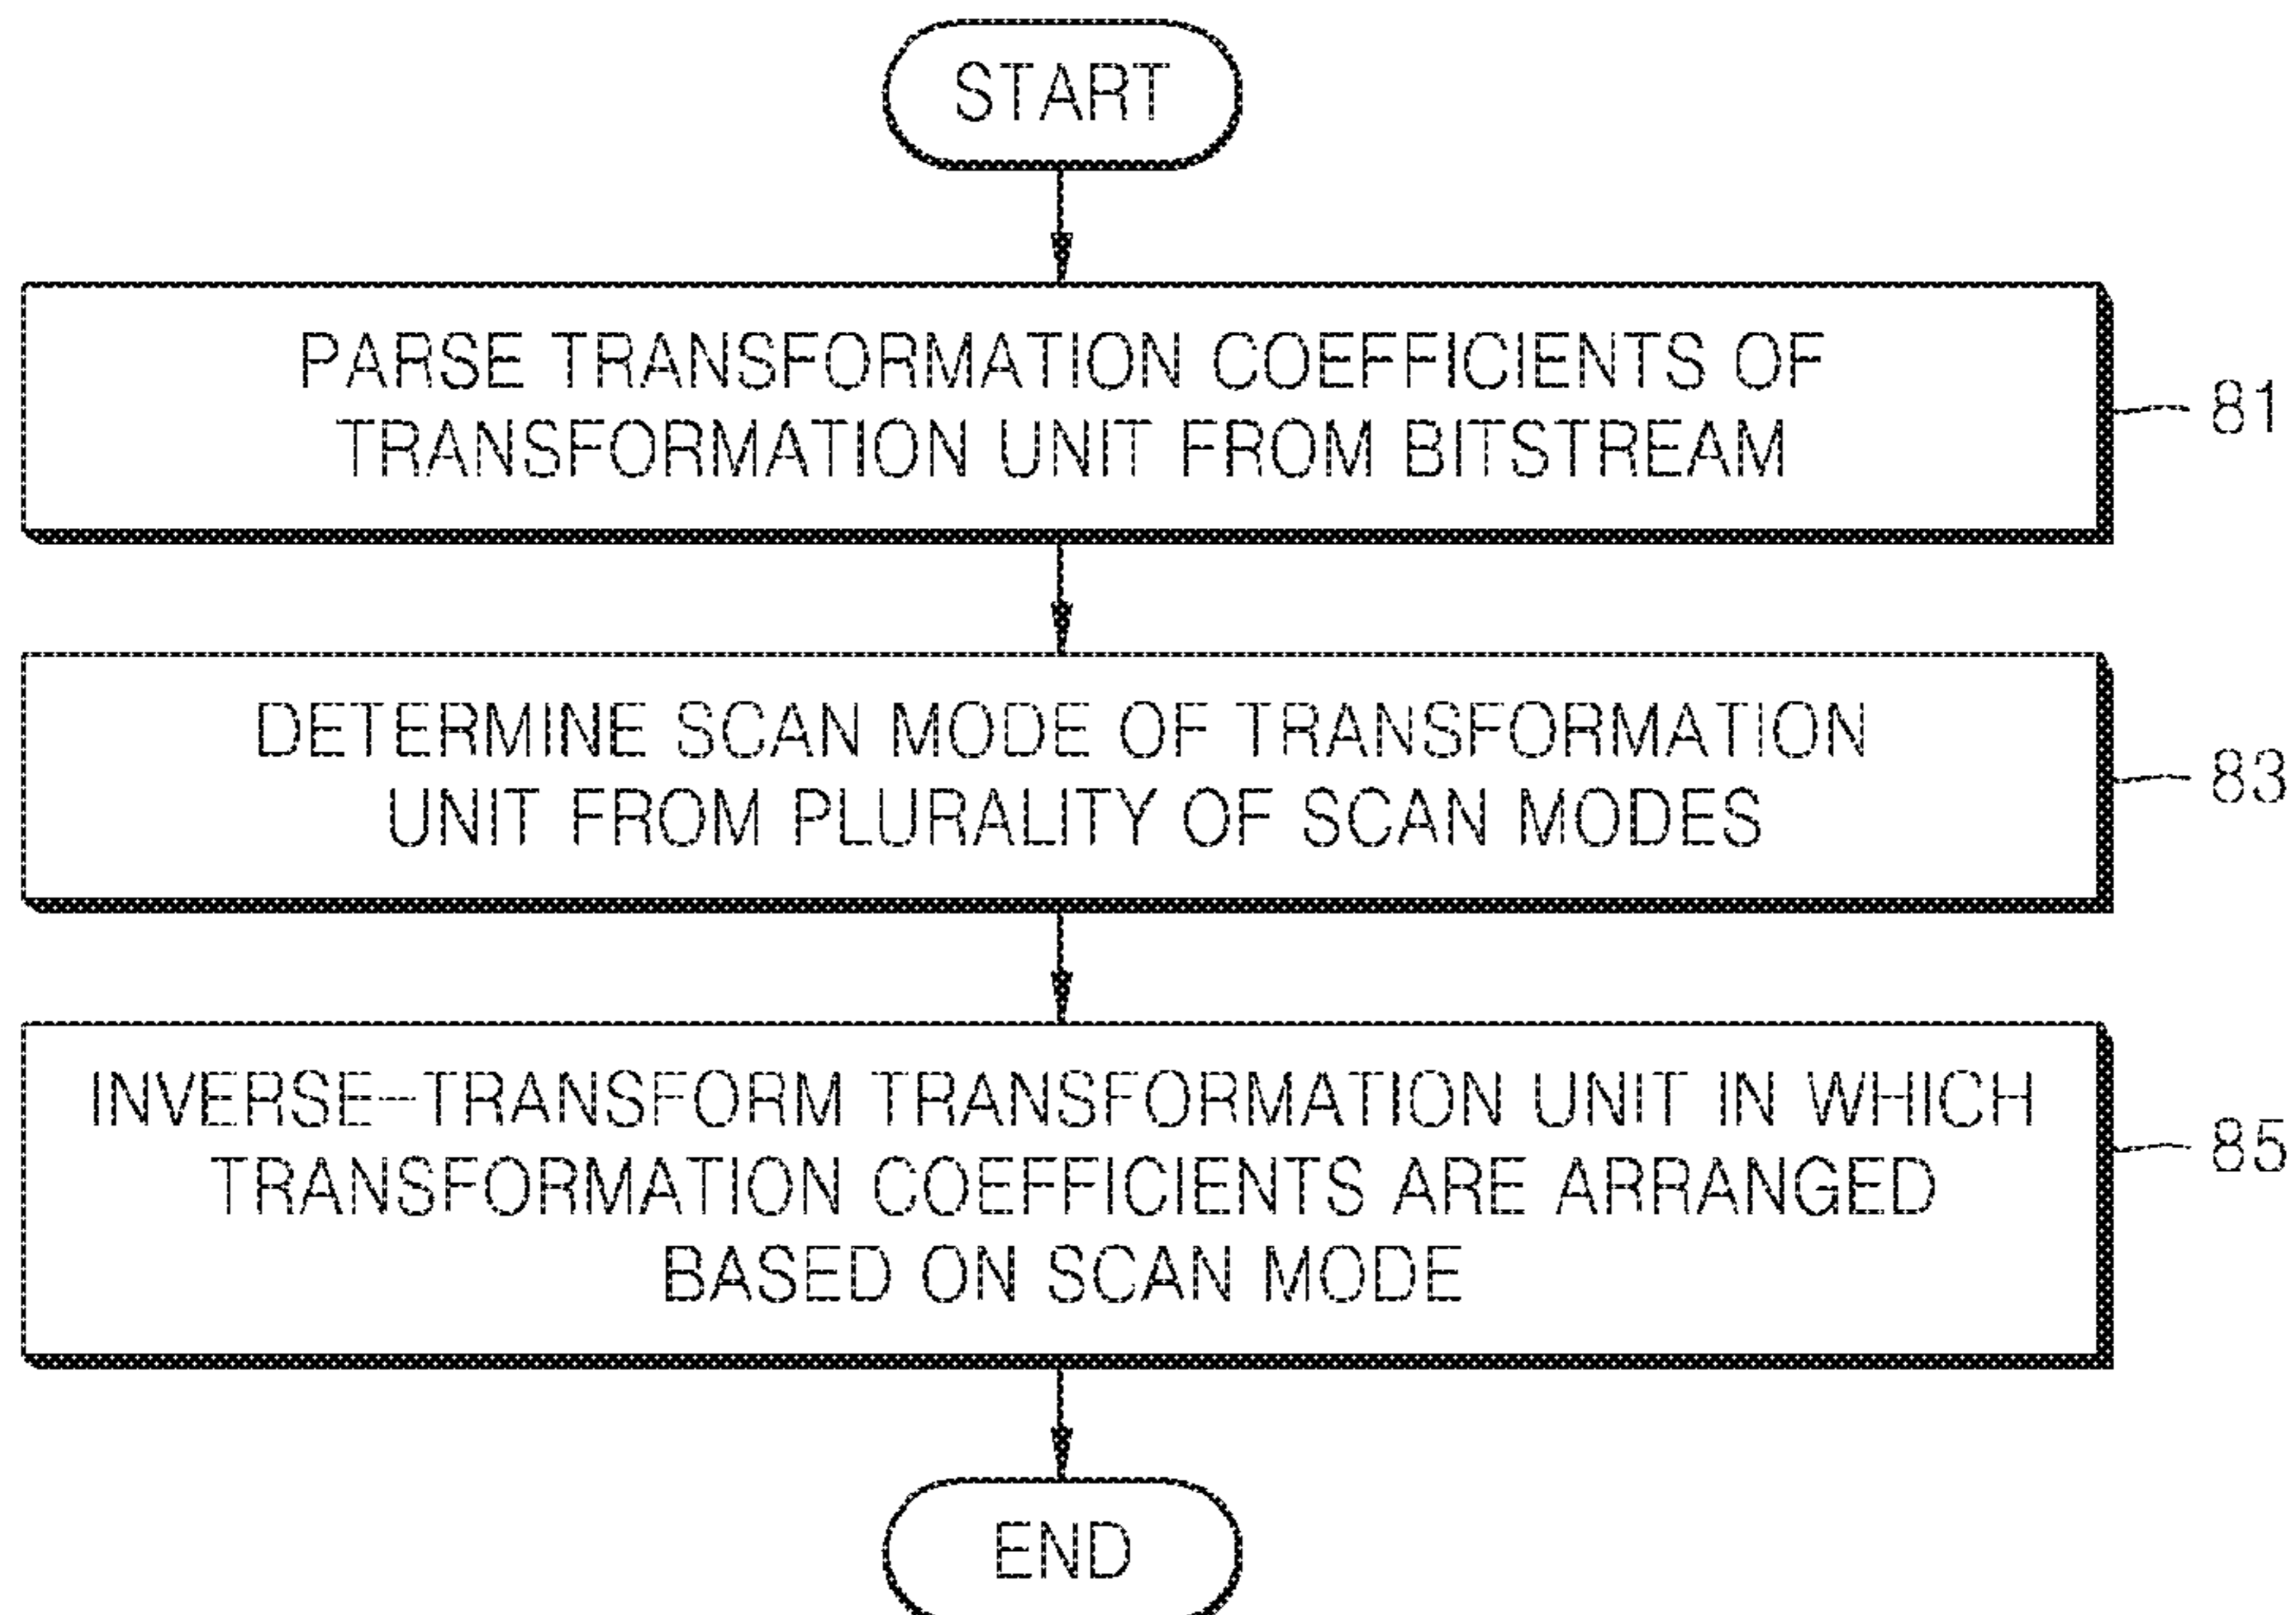 START
PARSE TRANSFORMATION COEFFICIENTS OF
TRANSFORMATION UNIT FROM BITSTREAM
81
DETERMINE SCAN MODE OF TRANSFORMATION
UNIT FROM PLURALITY OF SCAN MODES
83
INVERSE-TRANSFORM TRANSFORMATION UNIT IN WHICH
TRANSFORMATION COEFFICIENTS ARE ARRANGED
BASED ON SCAN MODE
85
END